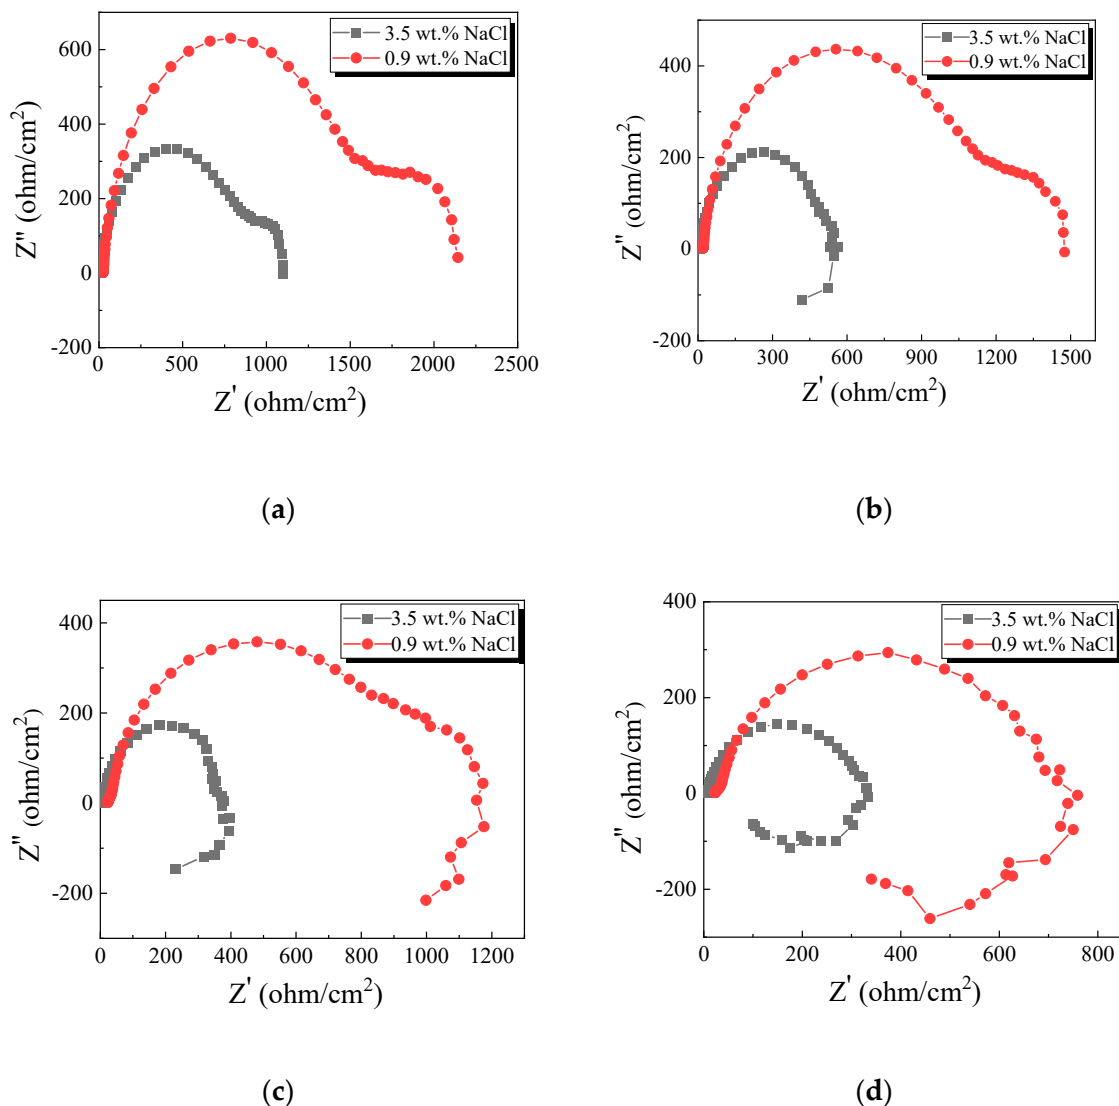 3.5 wt.% NaCl
0.9 wt.% NaCl
600
400
200
0
-200
Z'' (ohm/cm²)
0 500 1000 1500 2000 2500
Z' (ohm/cm²)
(a)
3.5 wt.% NaCl
0.9 wt.% NaCl
400
200
0
-200
Z'' (ohm/cm²)
0 300 600 900 1200 1500
Z' (ohm/cm²)
(b)
3.5 wt.% NaCl
0.9 wt.% NaCl
400
200
0
-200
Z'' (ohm/cm²)
0 200 400 600 800 1000 1200
Z' (ohm/cm²)
(c)
3.5 wt.% NaCl
0.9 wt.% NaCl
400
200
0
-200
Z'' (ohm/cm²)
0 200 400 600 800
Z' (ohm/cm²)
(d)